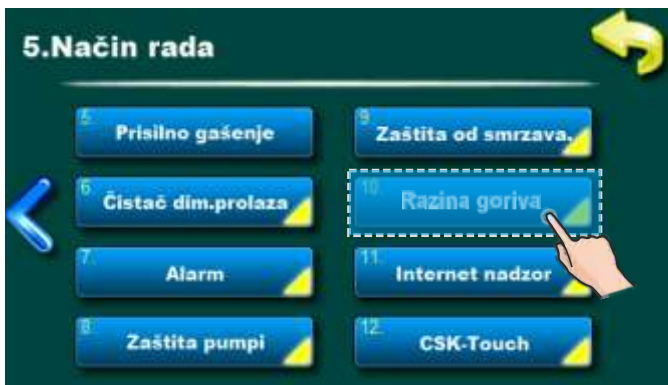 5.Način rada
5. Prisilno gašenje
6. Čistač dim.prolaza
7. Alarm
8. Zaštita pumpi
9. Zaštita od smrzava.
10. Razina goriva
11. Internet nadzor
12. CSK-Touch